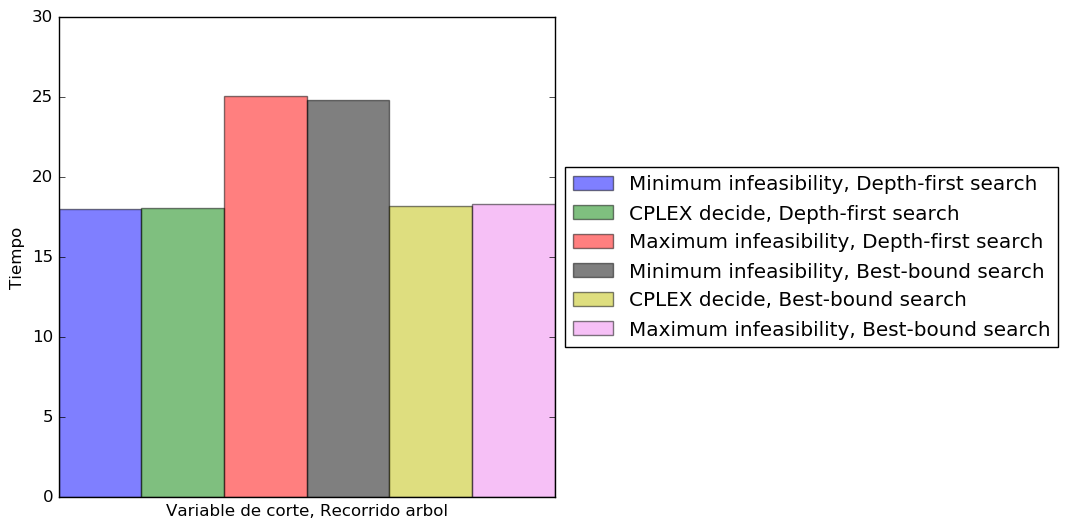 30
25
20
15
10
5
0
Tiempo
Variable de corte, Recorrido arbol
Minimum infeasibility, Depth-first search
CPLEX decide, Depth-first search
Maximum infeasibility, Depth-first search
Minimum infeasibility, Best-bound search
CPLEX decide, Best-bound search
Maximum infeasibility, Best-bound search